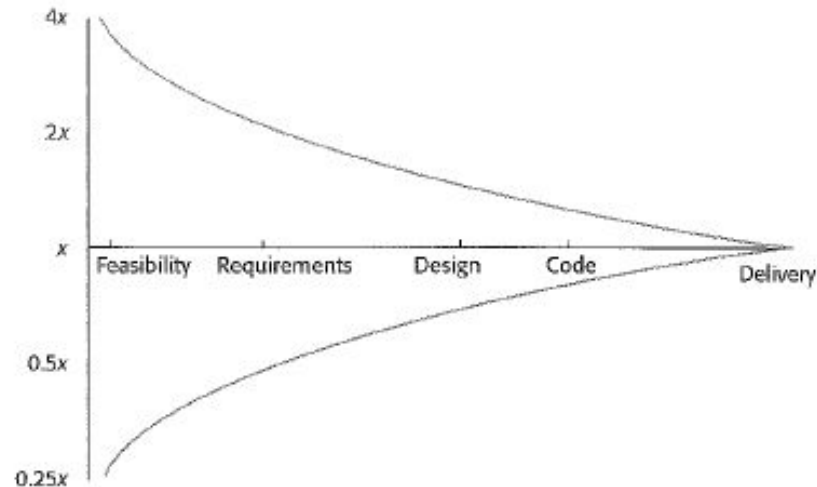 4x
2x
x
Feasibility Requirements Design Code Delivery
0.5x
0.25x